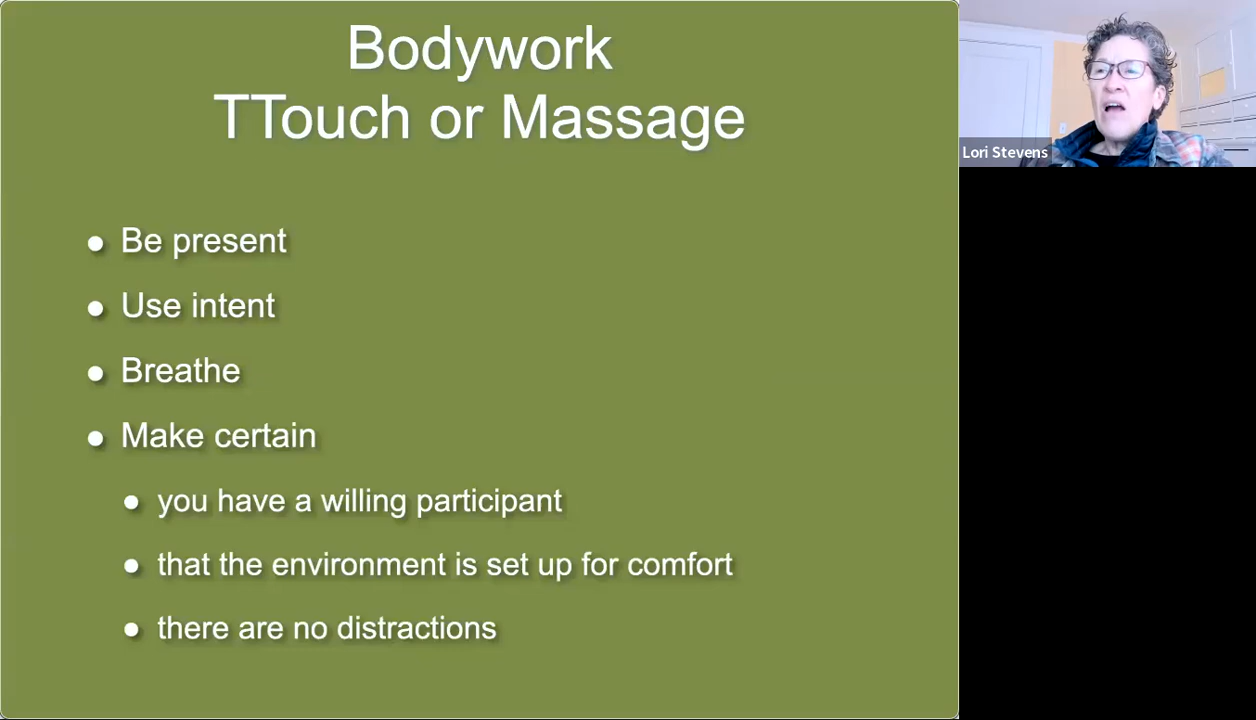 Bodywork
TTouch or Massage
Be present
Use intent
Breathe
Make certain
you have a willing participant
that the environment is set up for comfort
there are no distractions
Lori Stevens